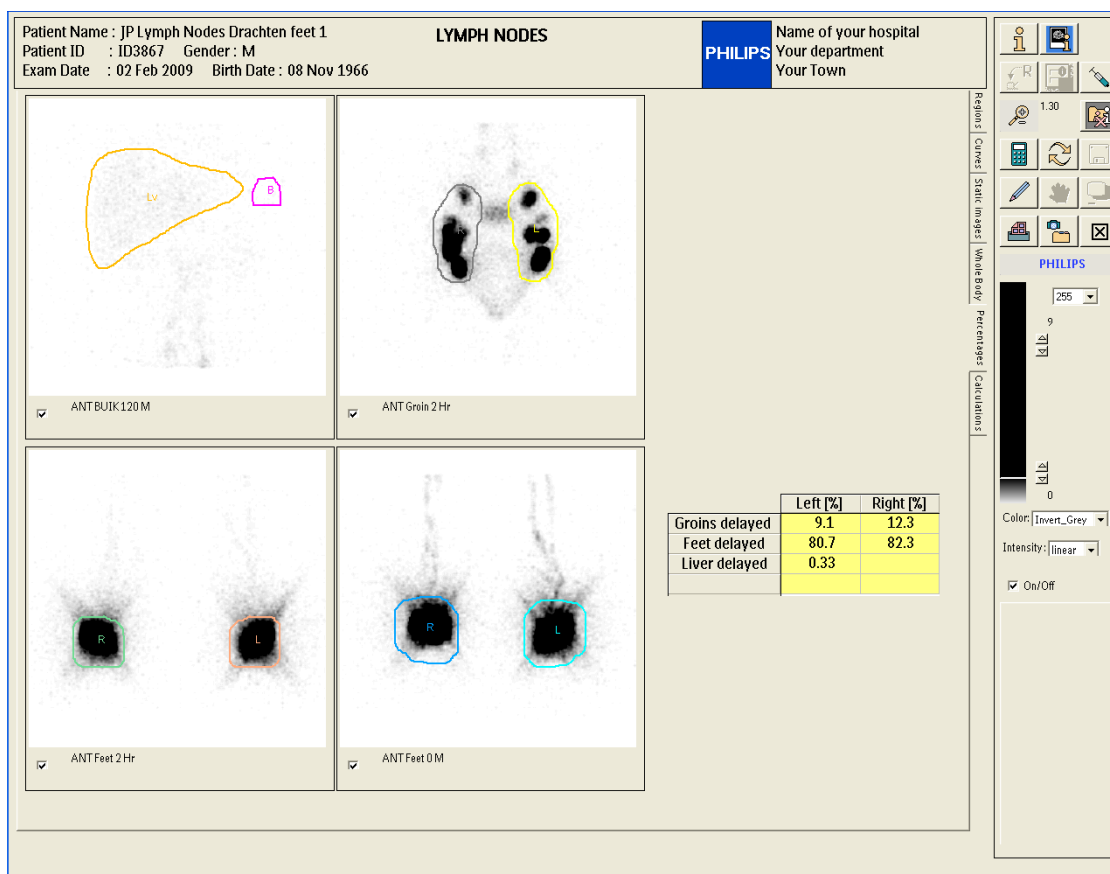 Patient Name : JP Lymph Nodes Drachten feet 1
Patient ID : ID3867 Gender : M
Exam Date : 02 Feb 2009 Birth Date : 08 Nov 1966
LYMPH NODES
PHILIPS
Name of your hospital
Your department
Your Town
Lv
B
ANT BUIK 120 M
R
L
ANT Groin 2 Hr
R
L
ANT Feet 2 Hr
R
L
ANT Feet 0 M
Left [%] Right [%]
Groins delayed 9.1 12.3
Feet delayed 80.7 82.3
Liver delayed 0.33
Regions
Curves
Static Images
Whole Body
Percentages
Calculations
R
1.30
PHILIPS
255
9
0
Color: Invert_Grey
Intensity: linear
On/Off